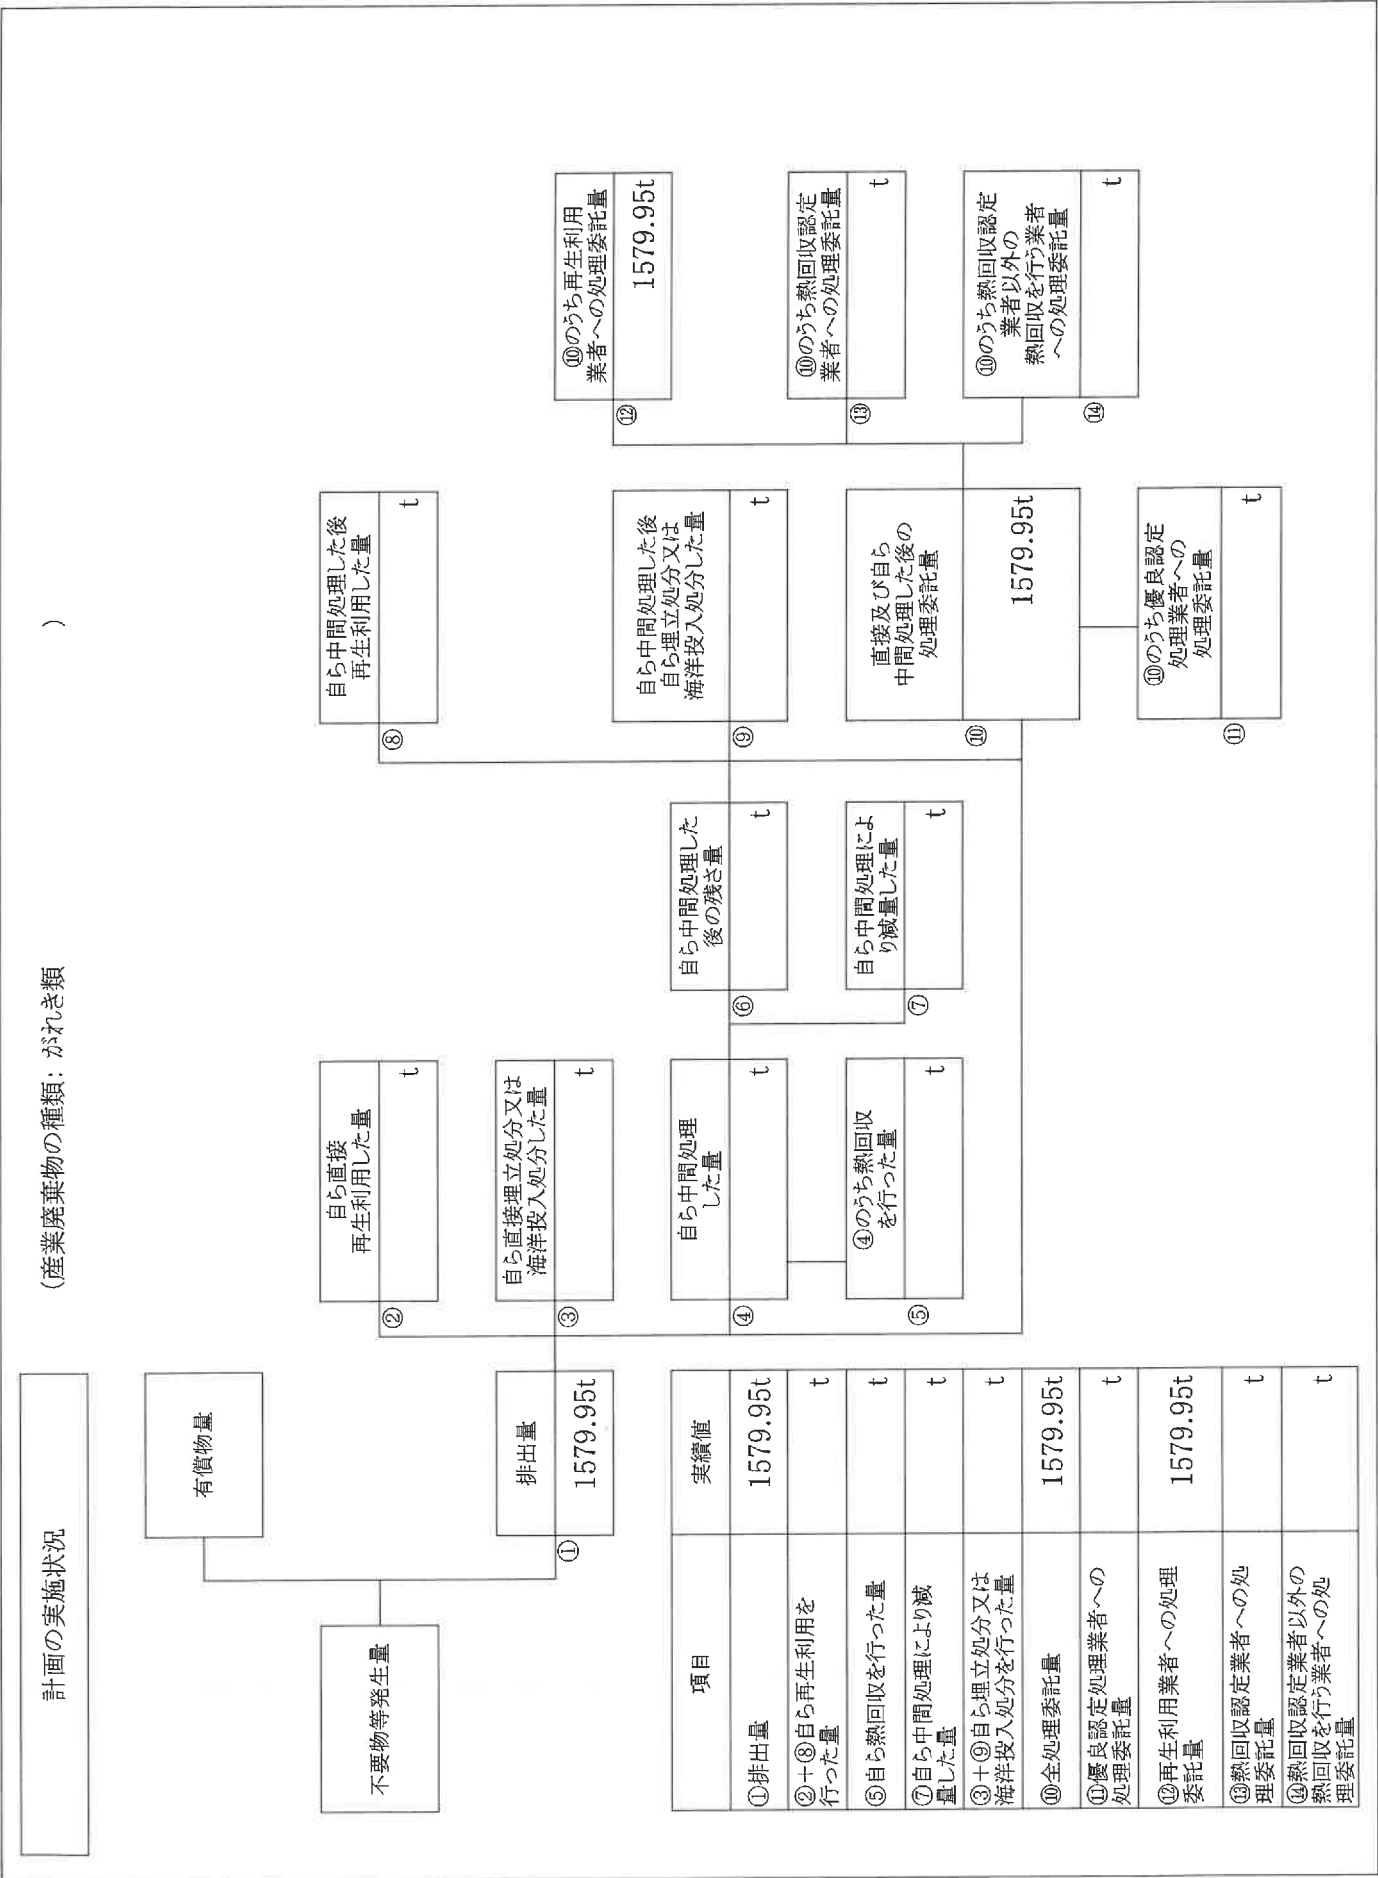 計画の実施状況
(産業廃棄物の種類：がれき類 )
不要物等発生量
有償物量
排出量
① 1579.95t
自ら直接
再生利用した量
② t
自ら直接埋立処分又は
海洋投入処分した量
③ t
自ら中間処理
した量
④ t
④のうち熱回収
を行った量
⑤ t
自ら中間処理した
後の残さ量
⑥ t
自ら中間処理によ
り減量した量
⑦ t
自ら中間処理した後
再生利用した量
⑧ t
自ら中間処理した後
自ら埋立処分又は
海洋投入処分した量
⑨ t
直接及び自ら
中間処理した後の
処理委託量
⑩ 1579.95t
⑩のうち優良認定
処理業者への
処理委託量
⑪ t
⑩のうち再生利用
業者への処理委託量
⑫ 1579.95t
⑩のうち熱回収認定
業者への処理委託量
⑬ t
⑩のうち熱回収認定
業者以外の
熱回収を行う業者
への処理委託量
⑭ t
項目 実績値
①排出量 1579.95t
②＋⑧自ら再生利用を
行った量 t
⑤自ら熱回収を行った量 t
⑦自ら中間処理により減
量した量 t
③＋⑨自ら埋立処分又は
海洋投入処分を行った量 t
⑩全処理委託量 1579.95t
⑪優良認定処理業者への
処理委託量 t
⑫再生利用業者への処理
委託量 1579.95t
⑬熱回収認定業者への処
理委託量 t
⑭熱回収認定業者以外の
熱回収を行う業者への処
理委託量 t